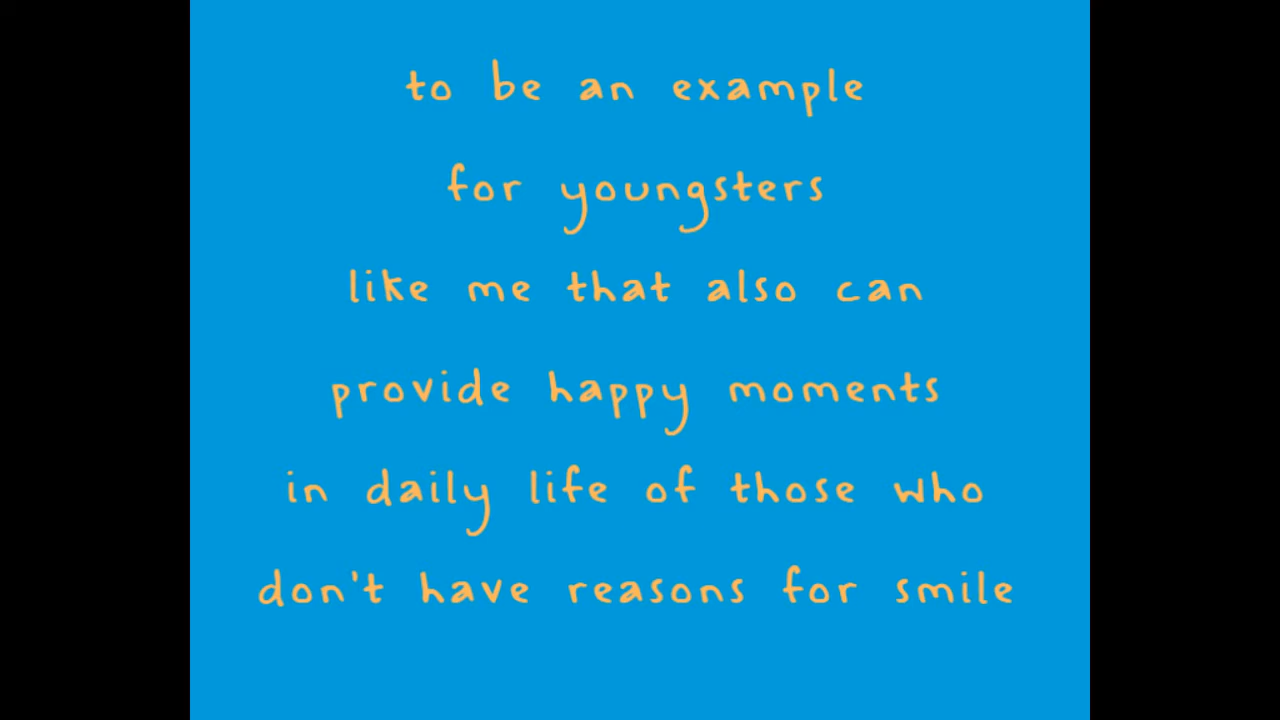 to be an example
for youngsters
like me that also can
provide happy moments
in daily life of those who
don't have reasons for smile